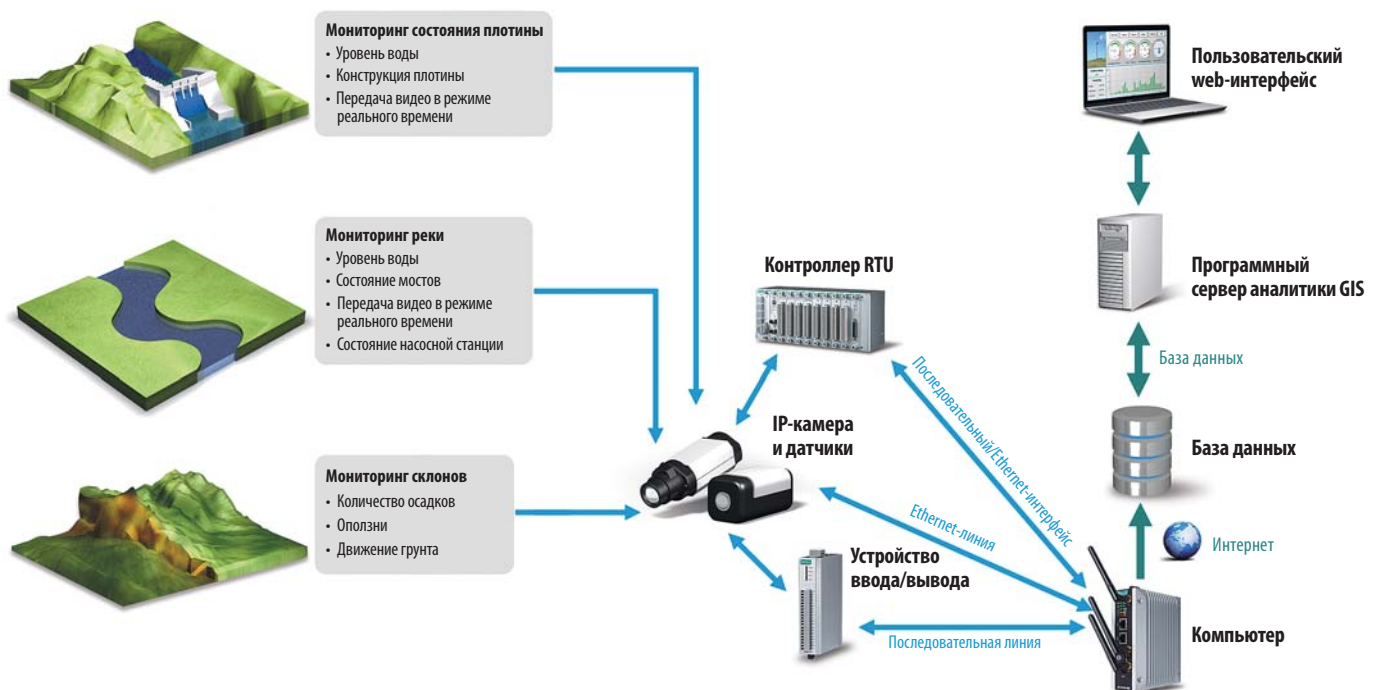 Мониторинг состояния плотины
• Уровень воды
• Конструкция плотины
• Передача видео в режиме
реального времени
Мониторинг реки
• Уровень воды
• Состояние мостов
• Передача видео в режиме
реального времени
• Состояние насосной станции
Мониторинг склонов
• Количество осадков
• Оползни
• Движение грунта
Контроллер RTU
IP-камера
и датчики
Устройство
ввода/вывода
Последовательный/Ethernet-интерфейс
Ethernet-линия
Последовательная линия
Пользовательский
web-интерфейс
Программный
сервер аналитики GIS
База данных
База данных
Интернет
Компьютер